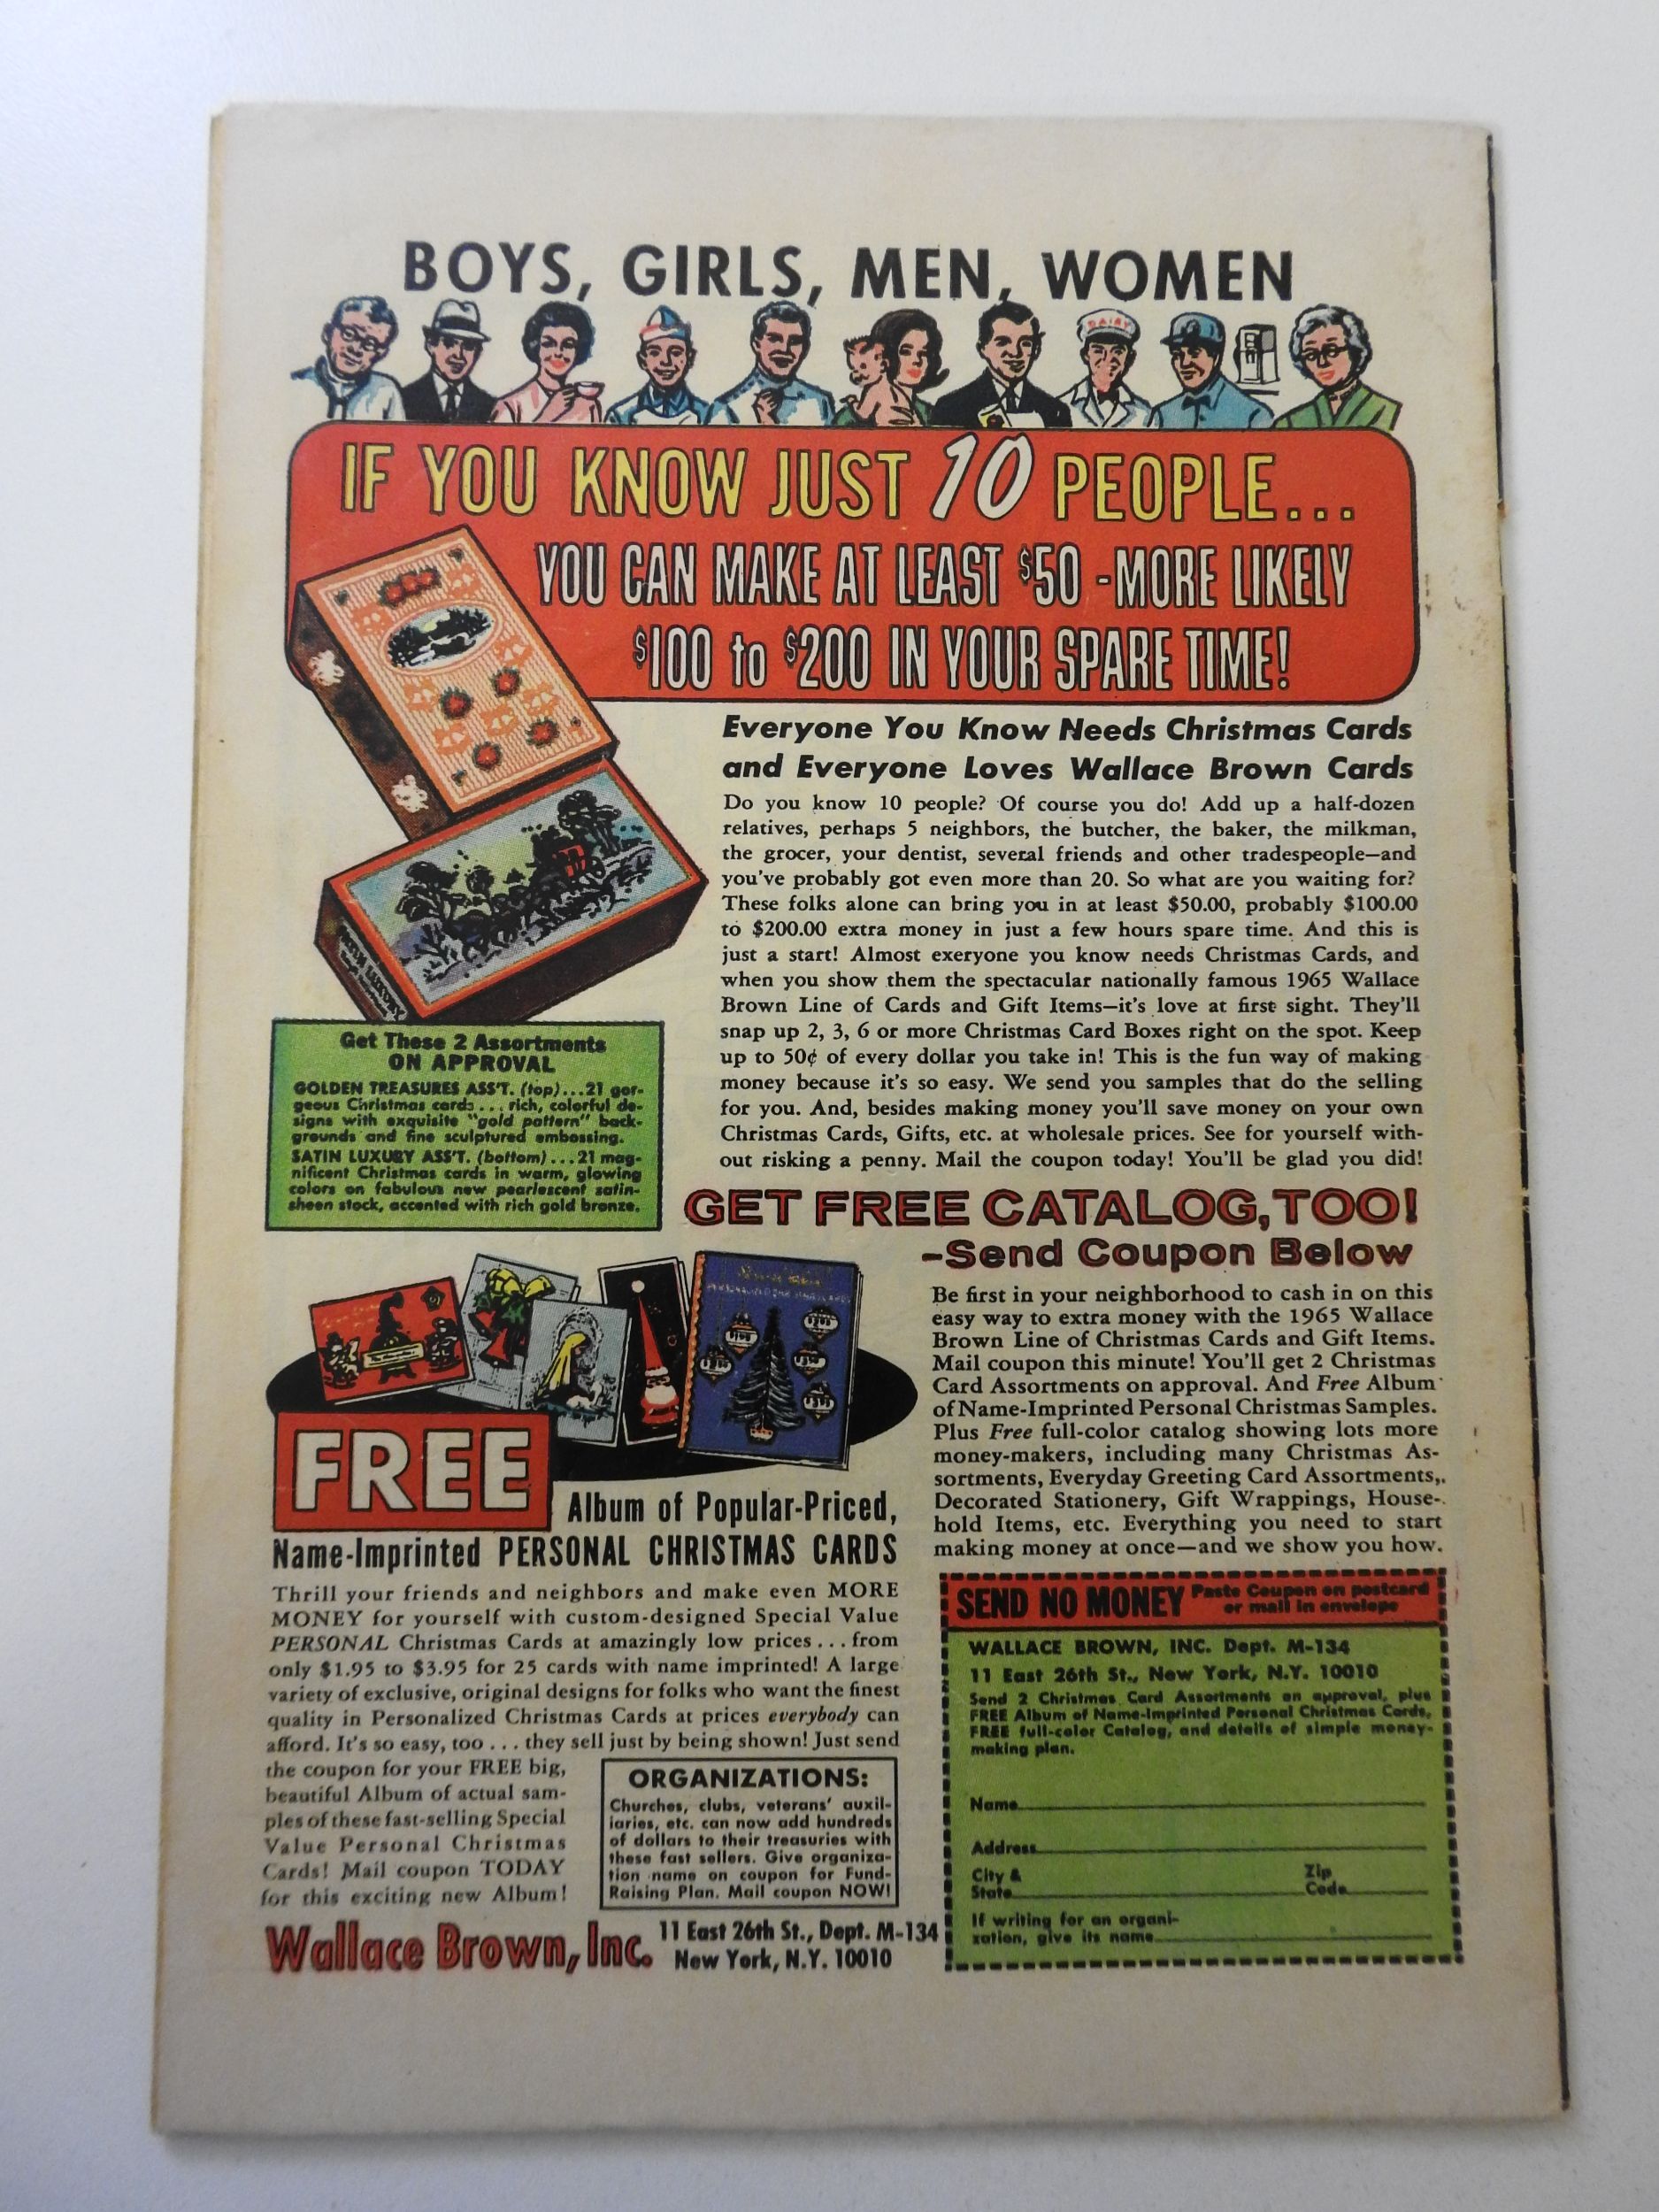 BOYS, GIRLS, MEN, WOMEN
DAIRY
IF YOU KNOW JUST 10 PEOPLE...
YOU CAN MAKE AT LEAST $50 - MORE LIKELY
$100 to $200 IN YOUR SPARE TIME!
Everyone You Know Needs Christmas Cards
and Everyone Loves Wallace Brown Cards
Do you know 10 people? Of course you do! Add up a half-dozen
relatives, perhaps 5 neighbors, the butcher, the baker, the milkman,
the grocer, your dentist, several friends and other tradespeople—and
you've probably got even more than 20. So what are you waiting for?
These folks alone can bring you in at least $50.00, probably $100.00
to $200.00 extra money in just a few hours spare time. And this is
just a start! Almost exeryone you know needs Christmas Cards, and
when you show them the spectacular nationally famous 1965 Wallace
Brown Line of Cards and Gift Items—it's love at first sight. They'll
snap up 2, 3, 6 or more Christmas Card Boxes right on the spot. Keep
up to 50¢ of every dollar you take in! This is the fun way of making
money because it's so easy. We send you samples that do the selling
for you. And, besides making money you'll save money on your own
Christmas Cards, Gifts, etc. at wholesale prices. See for yourself with-
out risking a penny. Mail the coupon today! You'll be glad you did!
SATIN LUXURY
Get These 2 Assortments
ON APPROVAL
GOLDEN TREASURES ASS'T. (top)...21 gor-
geous Christmas cards ... rich, colorful de-
signs with exquisite "gold pattern" back-
grounds and fine sculptured embossing.
SATIN LUXURY ASS'T. (bottom)...21 mag-
nificent Christmas cards in warm, glowing
colors on fabulous new pearlescent satin-
sheen stock, accented with rich gold bronze.
GET FREE CATALOG, TOO!
-Send Coupon Below
Be first in your neighborhood to cash in on this
easy way to extra money with the 1965 Wallace
Brown Line of Christmas Cards and Gift Items.
Mail coupon this minute! You'll get 2 Christmas
Card Assortments on approval. And Free Album
of Name-Imprinted Personal Christmas Samples.
Plus Free full-color catalog showing lots more
money-makers, including many Christmas As-
sortments, Everyday Greeting Card Assortments,
Decorated Stationery, Gift Wrappings, House-
hold Items, etc. Everything you need to start
making money at once—and we show you how.
FREE Album of Popular-Priced,
Name-Imprinted PERSONAL CHRISTMAS CARDS
Thrill your friends and neighbors and make even MORE
MONEY for yourself with custom-designed Special Value
PERSONAL Christmas Cards at amazingly low prices...from
only $1.95 to $3.95 for 25 cards with name imprinted! A large
variety of exclusive, original designs for folks who want the finest
quality in Personalized Christmas Cards at prices everybody can
afford. It's so easy, too . . . they sell just by being shown! Just send
the coupon for your FREE big,
beautiful Album of actual sam-
ples of these fast-selling Special
Value Personal Christmas
Cards! Mail coupon TODAY
for this exciting new Album!
ORGANIZATIONS:
Churches, clubs, veterans' auxil-
iaries, etc. can now add hundreds
of dollars to their treasuries with
these fast sellers. Give organiza-
tion name on coupon for Fund-
Raising Plan. Mail coupon NOW!
Wallace Brown, Inc. 11 East 26th St., Dept. M-134
New York, N.Y. 10010
SEND NO MONEY Paste Coupon on postcard
or mail in envelope
WALLACE BROWN, INC. Dept. M-134
11 East 26th St., New York, N.Y. 10010
Send 2 Christmas Card Assortments on approval, plus
FREE Album of Name-Imprinted Personal Christmas Cards,
FREE full-color Catalog, and details of simple money-
making plan.
Name
Address
City & State Zip Code
If writing for an organi-
zation, give its name